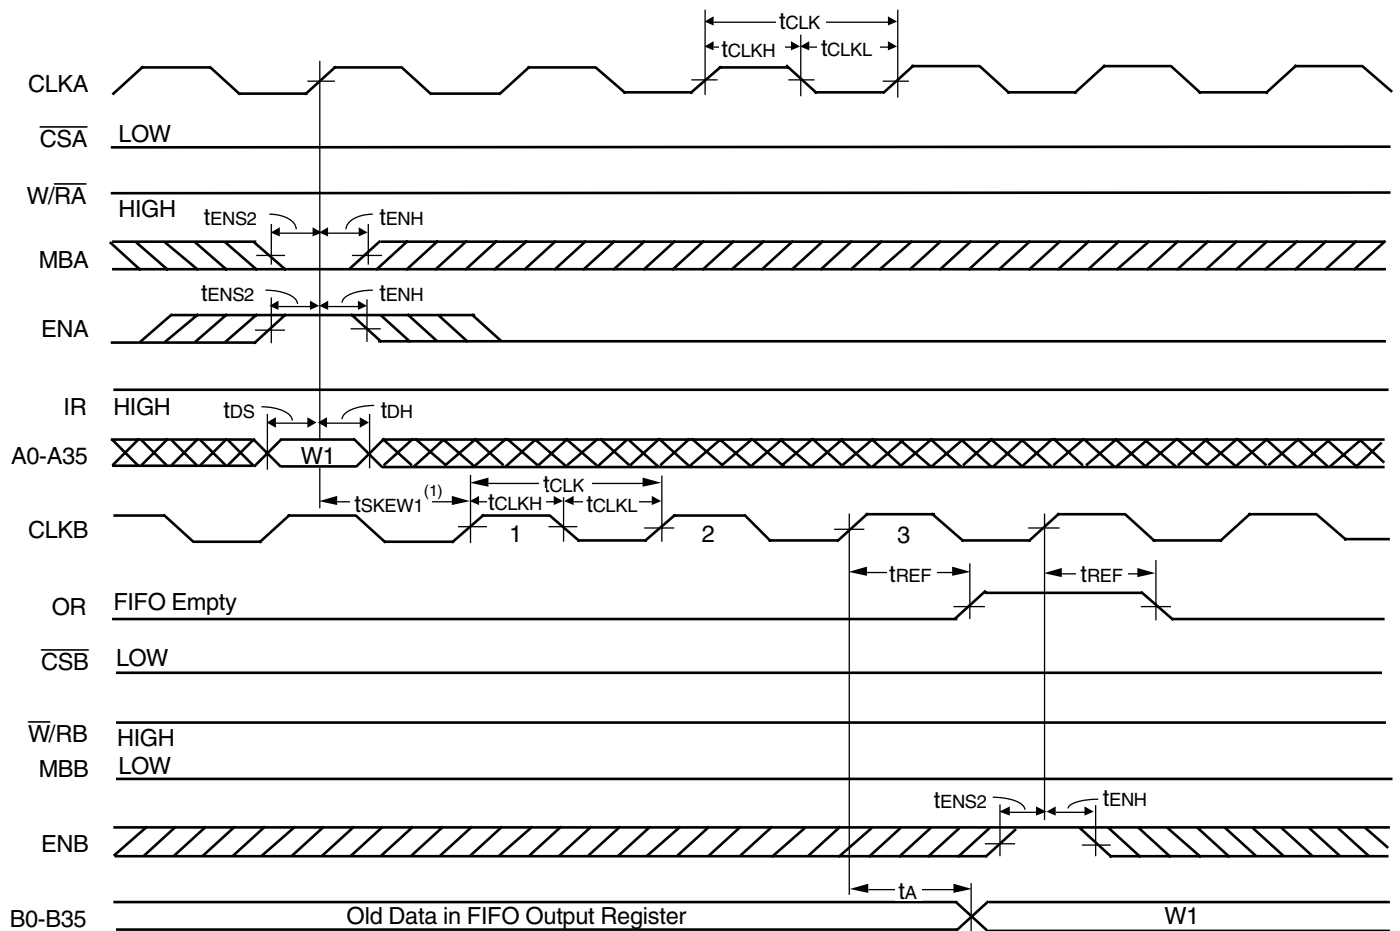 tCLK
tCLKH tCLKL
CLKA
CSA LOW
W/RA
HIGH
tENS2 tENH
MBA
tENS2 tENH
ENA
IR HIGH
tDS tDH
A0-A35 W1
tCLK
tSKEW1(1) tCLKH tCLKL
CLKB 1 2 3
tREF tREF
OR FIFO Empty
CSB LOW
W/RB
HIGH
MBB LOW
tENS2 tENH
ENB
tA
B0-B35 Old Data in FIFO Output Register W1